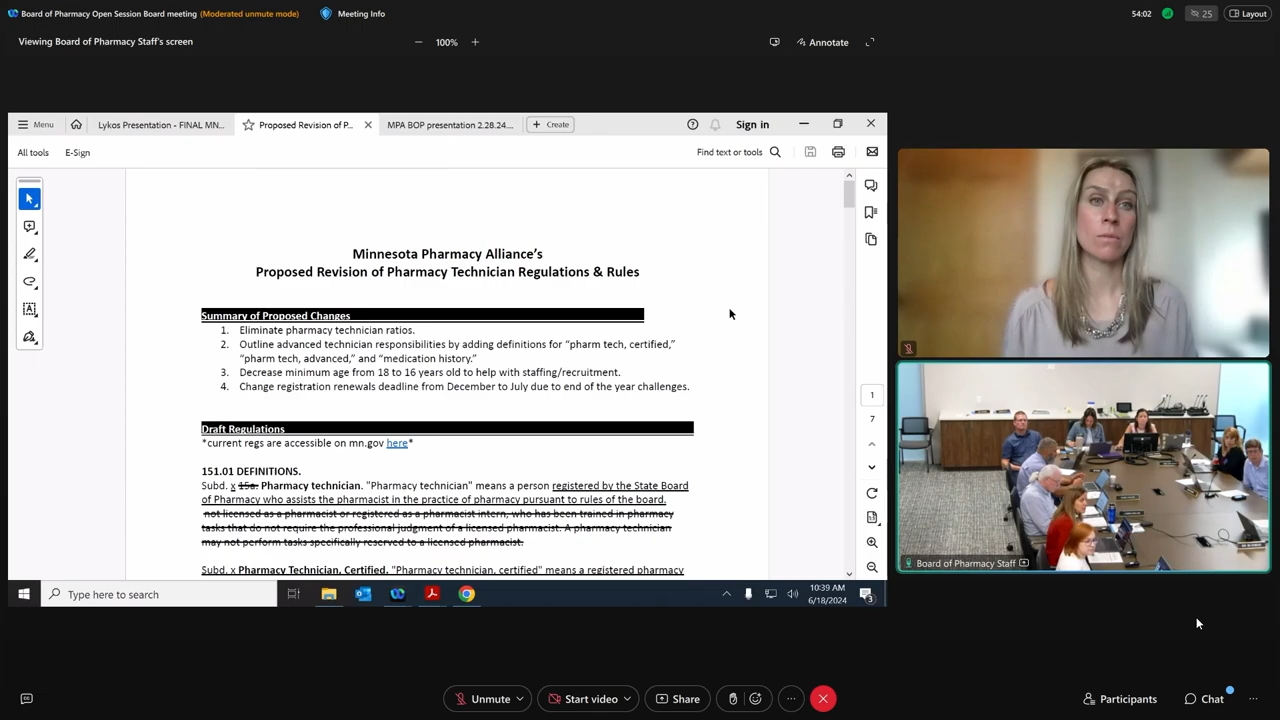 Board of Pharmacy Open Session Board meeting (Moderated unmute mode) Meeting Info 54:02 25 Layout
Viewing Board of Pharmacy Staff's screen 100% Annotate
Menu Lykos Presentation - FINAL MN... Proposed Revision of P... MPA BOP presentation 2.28.24.... Create Sign in
All tools E-Sign Find text or tools
Minnesota Pharmacy Alliance's
Proposed Revision of Pharmacy Technician Regulations & Rules
Summary of Proposed Changes
1. Eliminate pharmacy technician ratios.
2. Outline advanced technician responsibilities by adding definitions for "pharm tech, certified,"
"pharm tech, advanced," and "medication history."
3. Decrease minimum age from 18 to 16 years old to help with staffing/recruitment.
4. Change registration renewals deadline from December to July due to end of the year challenges.
1
7
Draft Regulations
*current regs are accessible on mn.gov here*
151.01 DEFINITIONS.
Subd. x 15a. Pharmacy technician. "Pharmacy technician" means a person registered by the State Board
of Pharmacy who assists the pharmacist in the practice of pharmacy pursuant to rules of the board.
not licensed as a pharmacist or registered as a pharmacist intern, who has been trained in pharmacy
tasks that do not require the professional judgment of a licensed pharmacist. A pharmacy technician
may not perform tasks specifically reserved to a licensed pharmacist.
Subd. x Pharmacy Technician, Certified. "Pharmacy technician, certified" means a registered pharmacy
Board of Pharmacy Staff
Type here to search 10:39 AM
6/18/2024 3
Unmute Start video Share Participants Chat